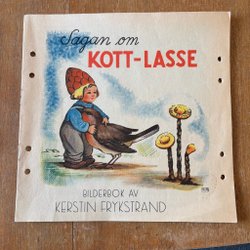 Sagan om
KOTT-LASSE
BILDERBOK AV
KERSTIN FRYKSTRAND